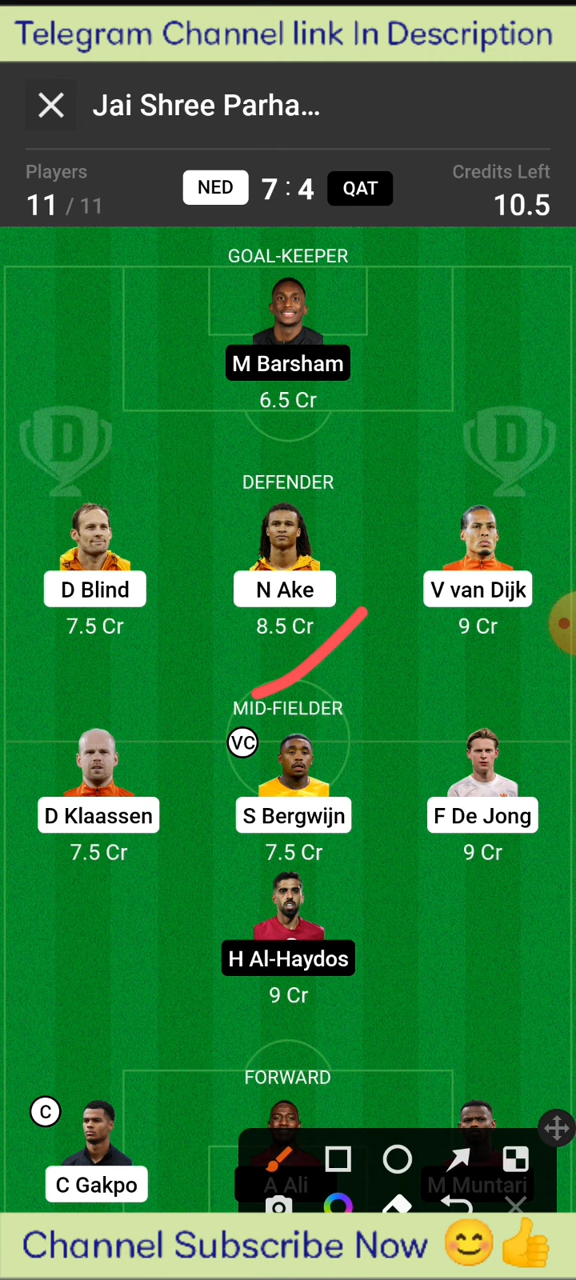 Telegram Channel link In Description
Jai Shree Parha...
Players
Credits Left
11 / 11
NED 7 : 4 QAT
10.5
GOAL-KEEPER
M Barsham
6.5 Cr
D
D
DEFENDER
D Blind
N Ake
V van Dijk
7.5 Cr
8.5 Cr
9 Cr
MID-FIELDER
VC
D Klaassen
S Bergwijn
F De Jong
7.5 Cr
7.5 Cr
9 Cr
H Al-Haydos
9 Cr
FORWARD
C
C Gakpo
A Ali
M Muntari
Channel Subscribe Now